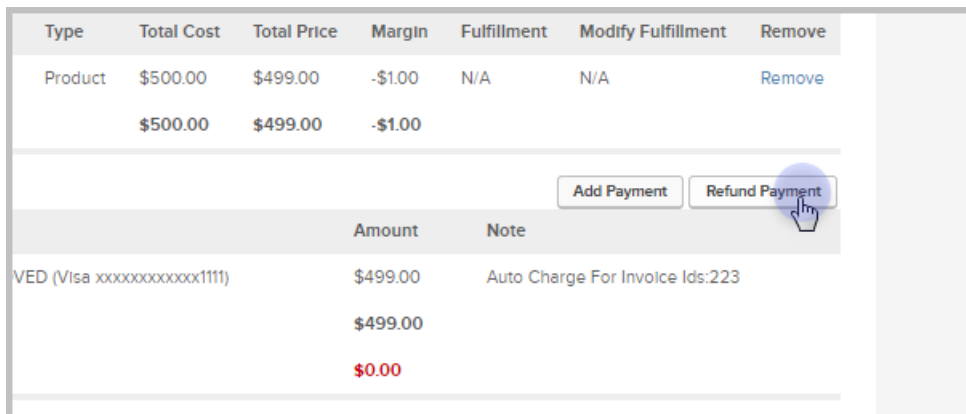 Type Total Cost Total Price Margin Fulfillment Modify Fulfillment Remove
Product $500.00 $499.00 -$1.00 N/A N/A Remove
$500.00 $499.00 -$1.00
Add Payment Refund Payment
Amount Note
VED (Visa xxxxxxxxxxxx1111) $499.00 Auto Charge For Invoice Ids:223
$499.00
$0.00